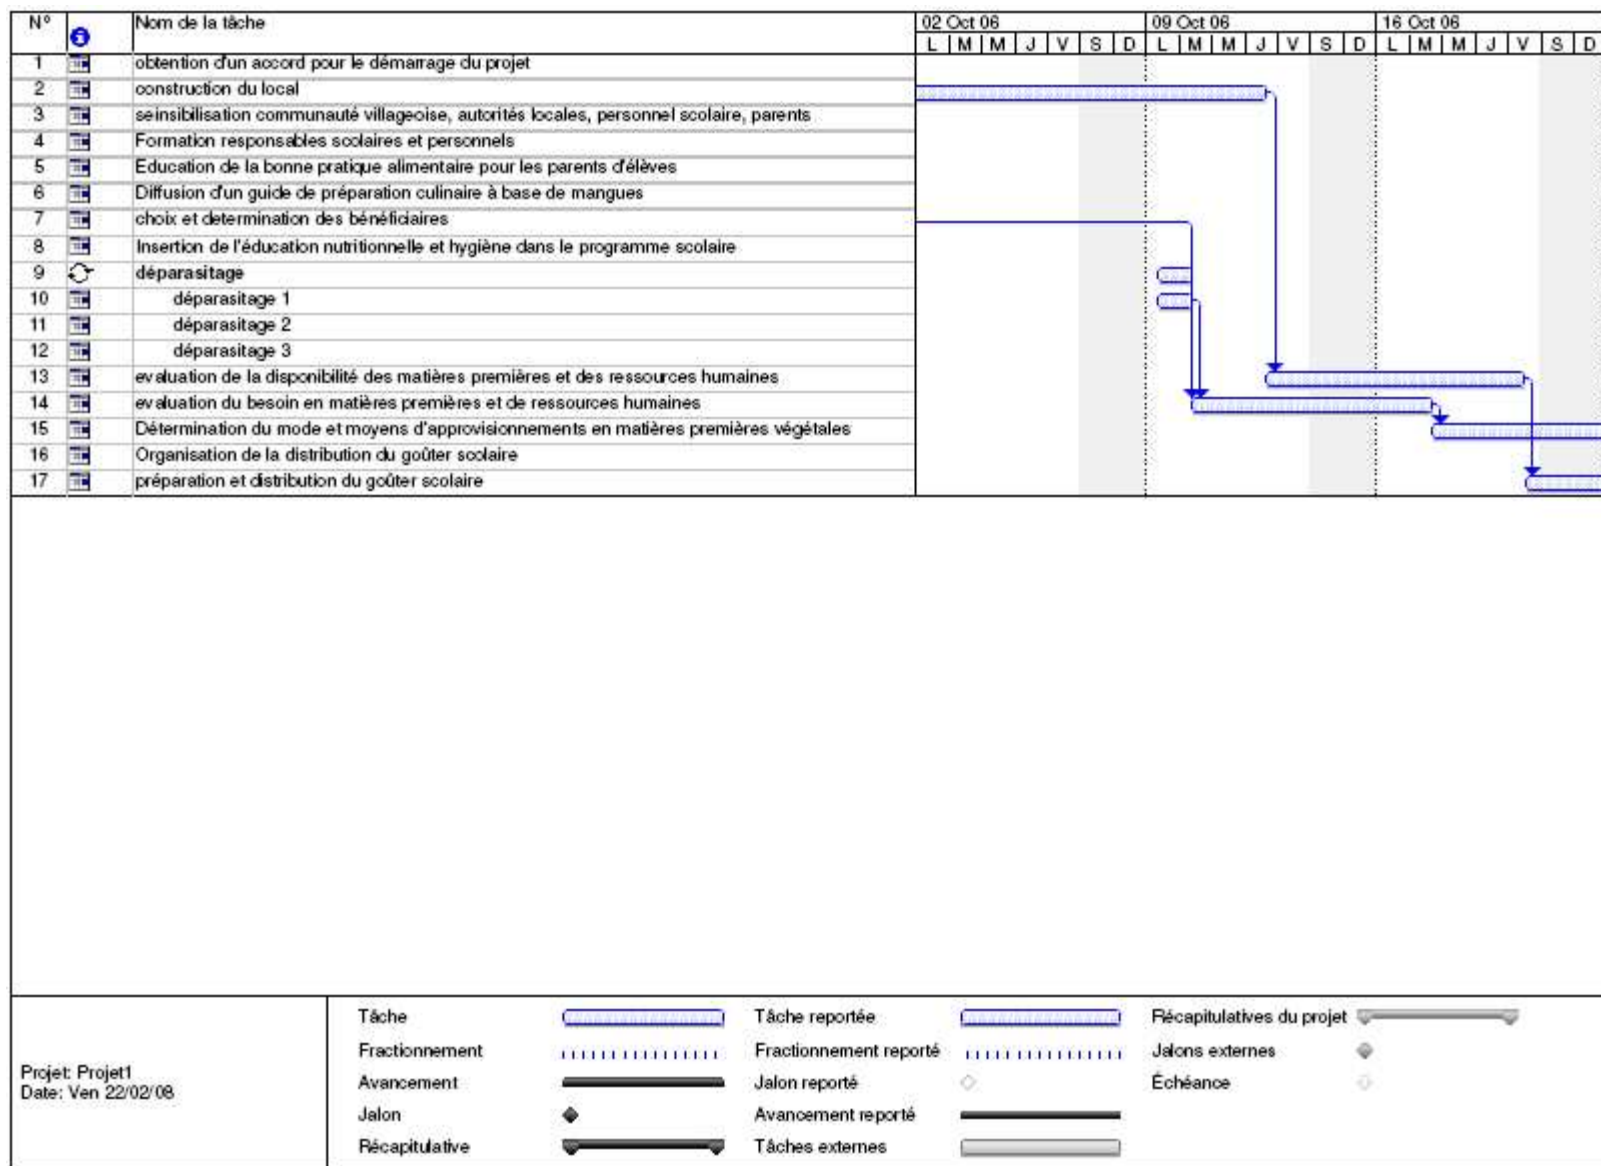 N° Nom de la tâche 02 Oct 06 09 Oct 06 16 Oct 06
L M M J V S D L M M J V S D L M M J V S D
1 obtention d'un accord pour le démarrage du projet
2 construction du local
3 seinsibilisation communauté villageoise, autorités locales, personnel scolaire, parents
4 Formation responsables scolaires et personnels
5 Education de la bonne pratique alimentaire pour les parents d'élèves
6 Diffusion d'un guide de préparation culinaire à base de mangues
7 choix et determination des bénéficiaires
8 Insertion de l'éducation nutritionnelle et hygiène dans le programme scolaire
9 déparasitage
10 déparasitage 1
11 déparasitage 2
12 déparasitage 3
13 evaluation de la disponibilité des matières premières et des ressources humaines
14 evaluation du besoin en matières premières et de ressources humaines
15 Détermination du mode et moyens d'approvisionnements en matières premières végétales
16 Organisation de la distribution du goûter scolaire
17 préparation et distribution du goûter scolaire
Projet: Projet1
Date: Ven 22/02/08
Tâche Tâche reportée Récapitulatives du projet
Fractionnement Fractionnement reporté Jalons externes
Avancement Jalon reporté Échéance
Jalon Avancement reporté
Récapitulative Tâches externes